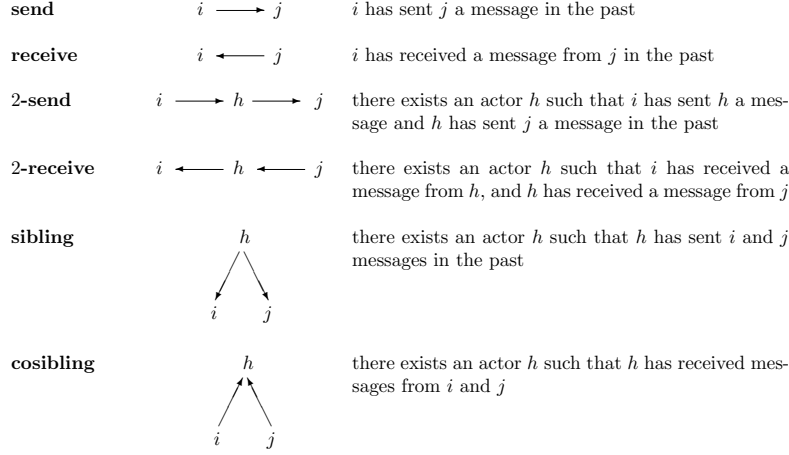 send i j i has sent j a message in the past
receive i j i has received a message from j in the past
2-send i h j there exists an actor h such that i has sent h a mes-
sage and h has sent j a message in the past
2-receive i h j there exists an actor h such that i has received a
message from h, and h has received a message from j
sibling h there exists an actor h such that h has sent i and j
messages in the past
i j
cosibling h there exists an actor h such that h has received mes-
sages from i and j
i j